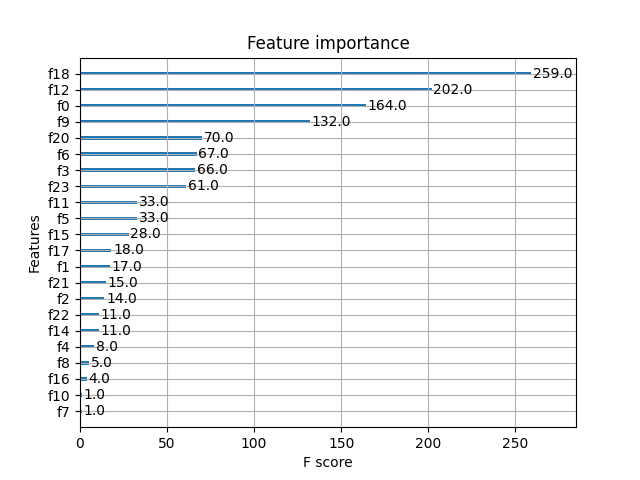 Feature importance
f18 259.0
f12 202.0
f0 164.0
f9 132.0
f20 70.0
f6 67.0
f3 66.0
f23 61.0
f11 33.0
f5 33.0
f15 28.0
f17 18.0
f1 17.0
f21 15.0
f2 14.0
f22 11.0
f14 11.0
f4 8.0
f8 5.0
f16 4.0
f10 1.0
f7 1.0
Features
0 50 100 150 200 250
F score